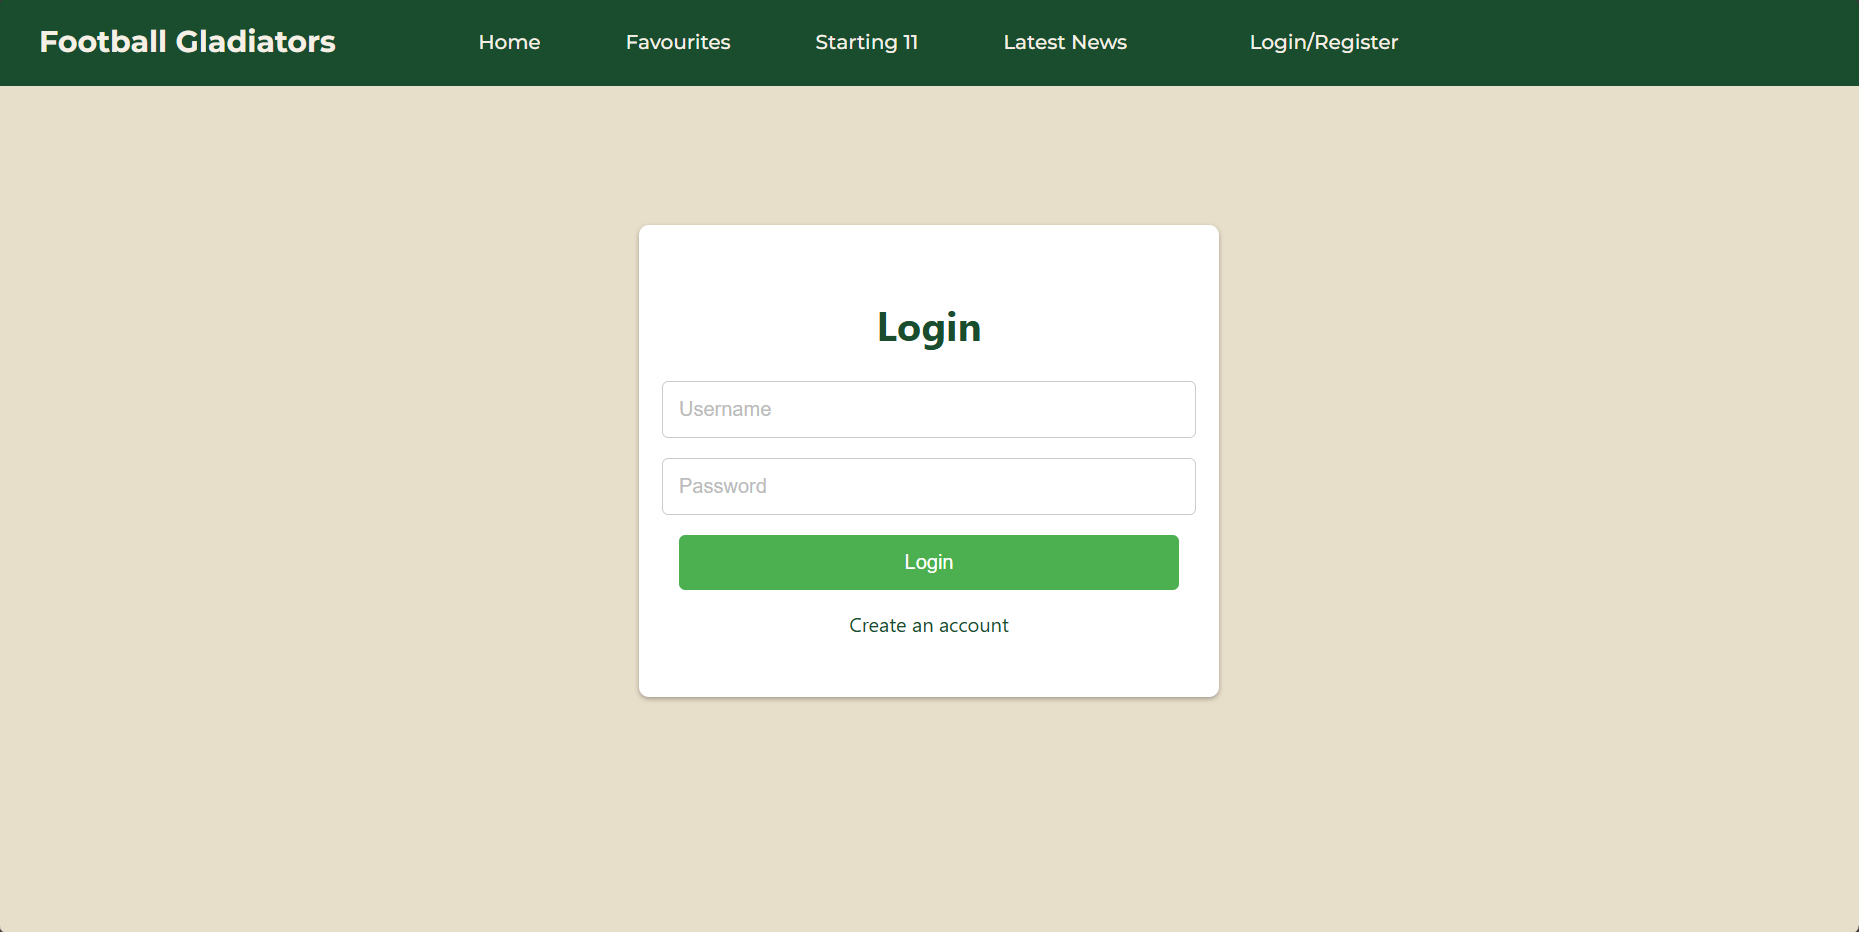 Football Gladiators Home Favourites Starting 11 Latest News Login/Register
Login
Username
Password
Login
Create an account